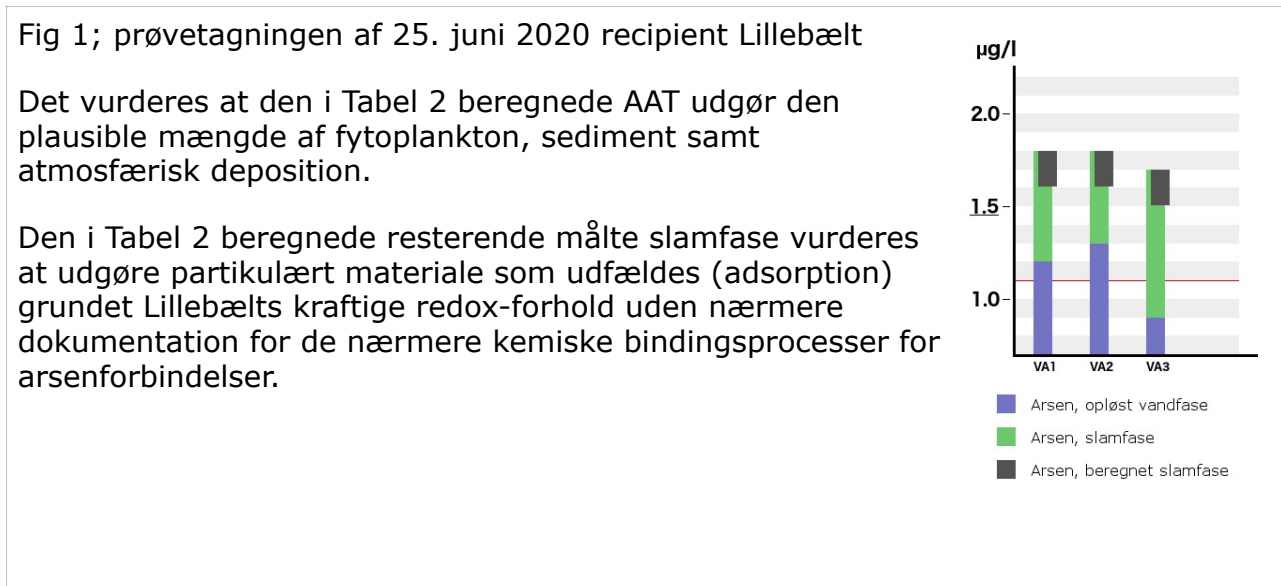 Fig 1; prøvetagningen af 25. juni 2020 recipient Lillebælt
Det vurderes at den i Tabel 2 beregnede AAT udgør den
plausible mængde af fytoplankton, sediment samt
atmosfærisk deposition.
Den i Tabel 2 beregnede resterende målte slamfase vurderes
at udgøre partikulært materiale som udfældes (adsorption)
grundet Lillebælts kraftige redox-forhold uden nærmere
dokumentation for de nærmere kemiske bindingsprocesser for
arsenforbindelser.
µg/l
2.0
1.5
1.0
VA1 VA2 VA3
Arsen, opløst vandfase
Arsen, slamfase
Arsen, beregnet slamfase